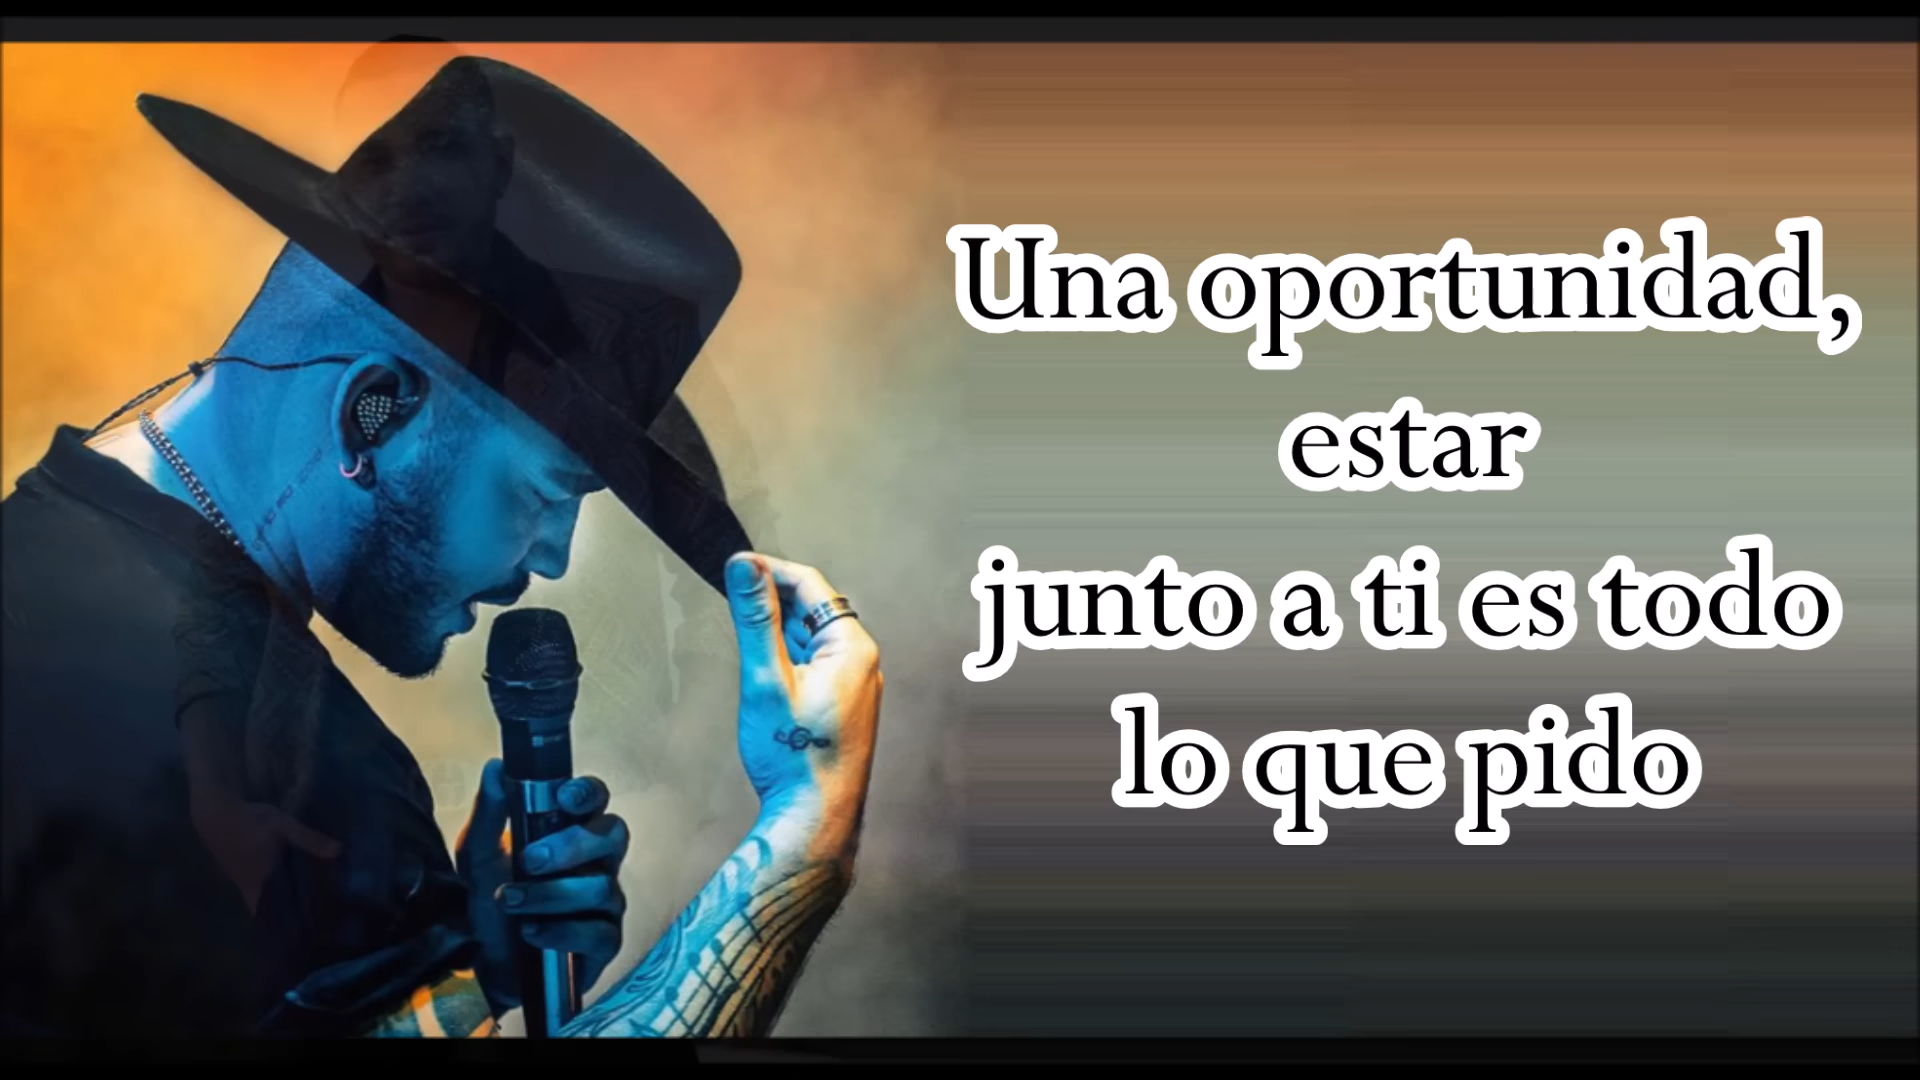 Una oportunidad,
estar
junto a ti es todo
lo que pido